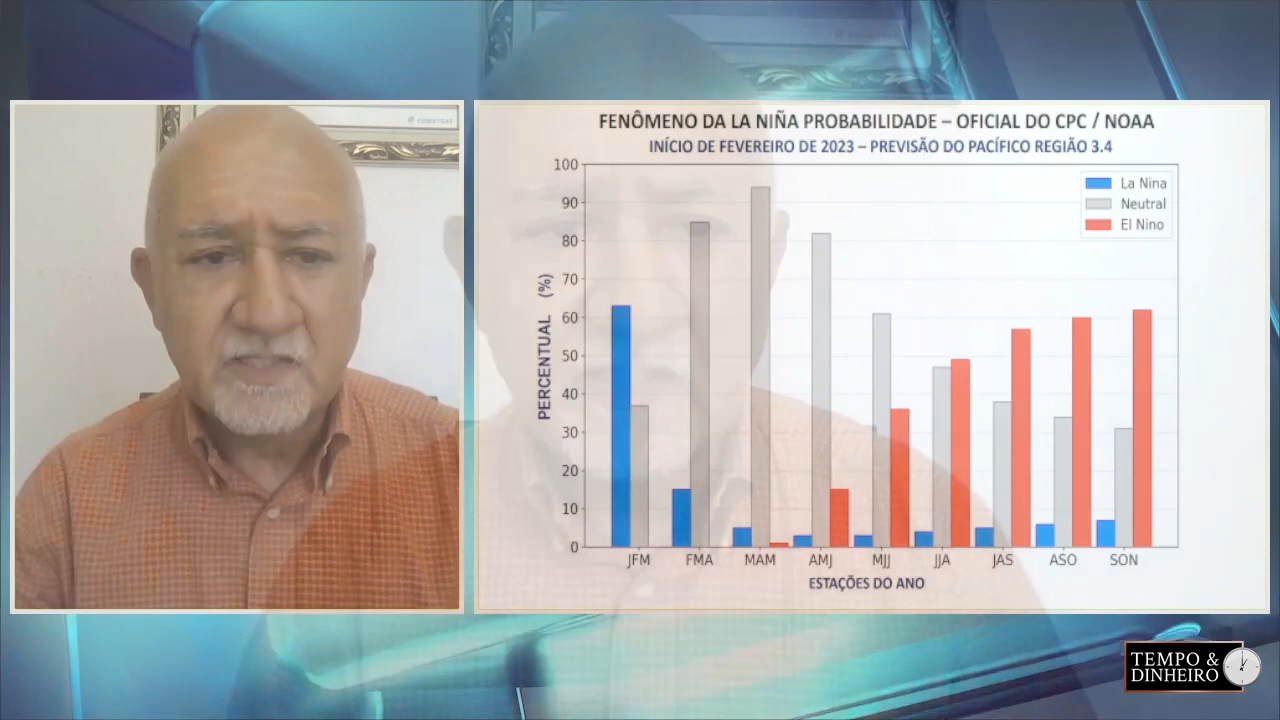 FENÔMENO DA LA NIÑA PROBABILIDADE – OFICIAL DO CPC / NOAA
INÍCIO DE FEVEREIRO DE 2023 – PREVISÃO DO PACÍFICO REGIÃO 3.4
La Nina
Neutral
El Nino
PERCENTUAL (%)
100
90
80
70
60
50
40
30
20
10
0
JFM FMA MAM AMJ MJJ JJA JAS ASO SON
ESTAÇÕES DO ANO
TEMPO &
DINHEIRO